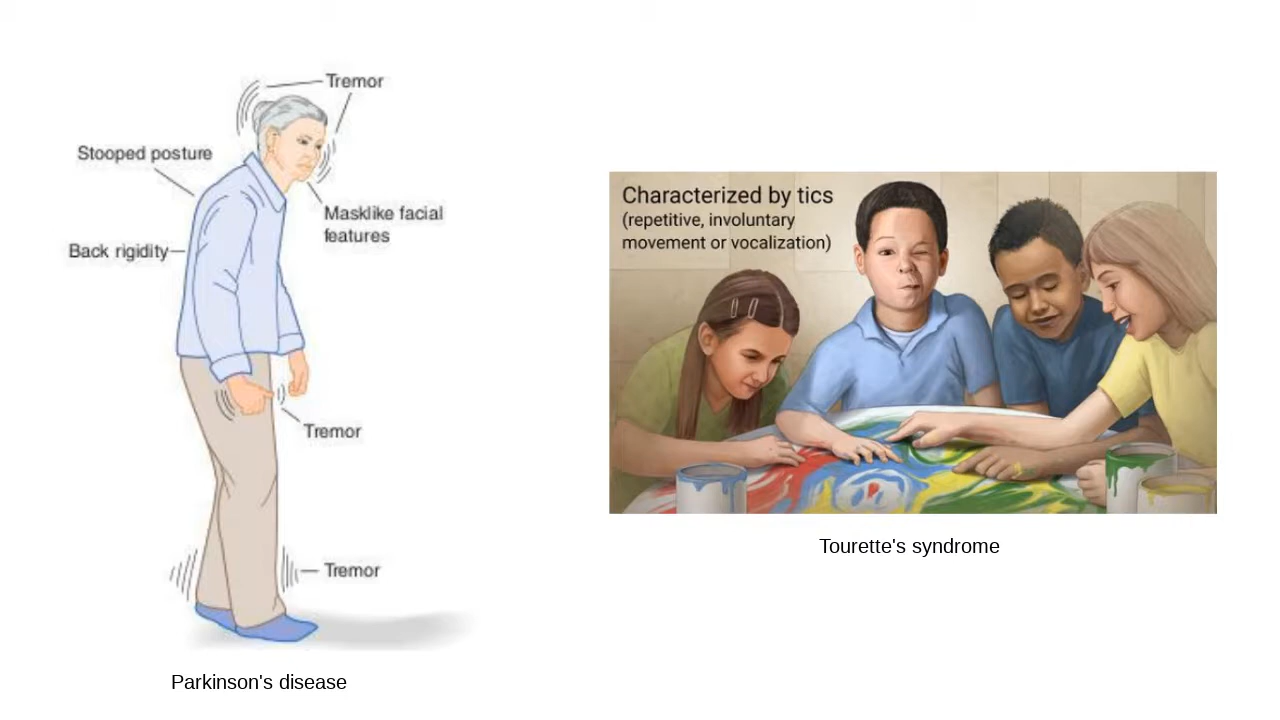 Tremor
Stooped posture
Masklike facial
features
Back rigidity
Tremor
Tremor
Parkinson's disease
Characterized by tics
(repetitive, involuntary
movement or vocalization)
Tourette's syndrome